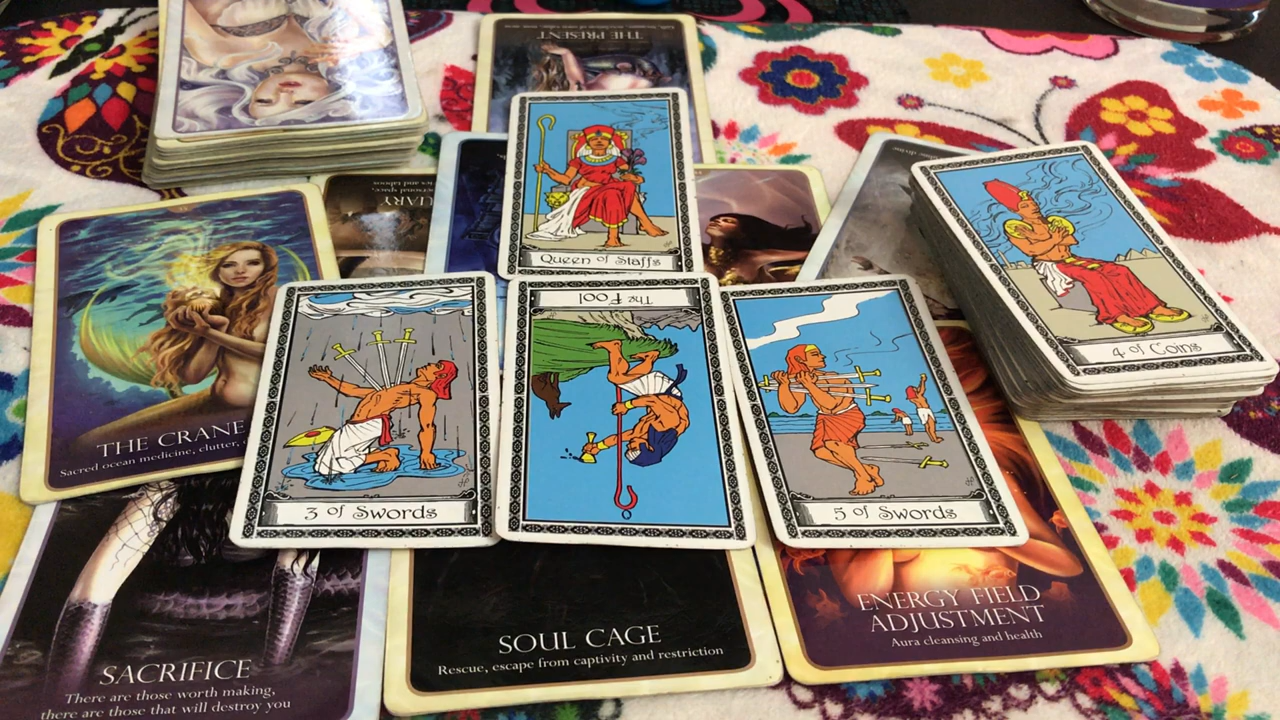 THE PRESENT
Queen of Staffs
4 of Coins
THE CRANE
Sacred ocean medicine, clutter,
3 of Swords
The Fool
5 of Swords
SACRIFICE
There are those worth making,
there are those that will destroy you
SOUL CAGE
Rescue, escape from captivity and restriction
ENERGY FIELD
ADJUSTMENT
Aura cleansing and health